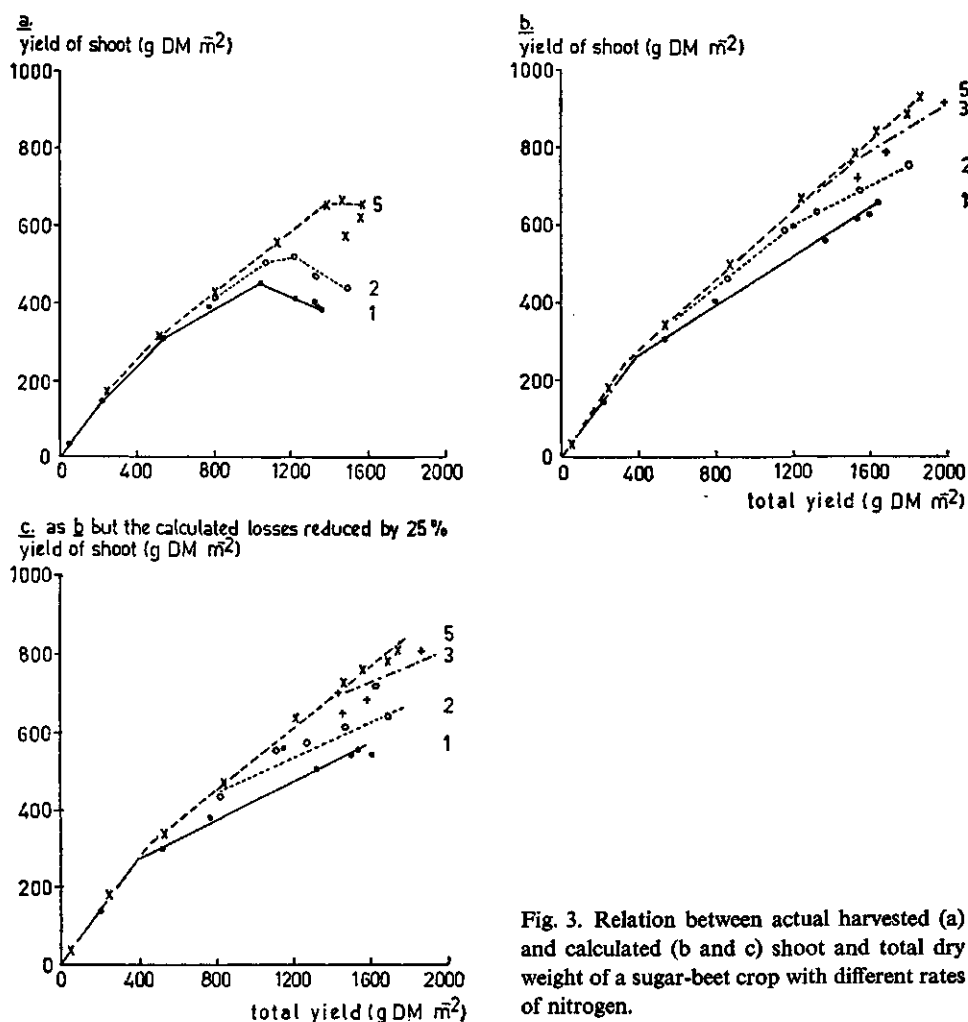 a.
yield of shoot (g DM m̄²)
1000
800
600
400
200
0
5
2
1
0 400 800 1200 1600 2000
b.
yield of shoot (g DM m̄²)
1000
800
600
400
200
0
5
3
2
1
0 400 800 1200 1600 2000
total yield (g DM m̄²)
c. as b but the calculated losses reduced by 25%
yield of shoot (g DM m̄²)
1000
800
600
400
200
0
5
3
2
1
0 400 800 1200 1600 2000
total yield (g DM m̄²)
Fig. 3. Relation between actual harvested (a)
and calculated (b and c) shoot and total dry
weight of a sugar-beet crop with different rates
of nitrogen.